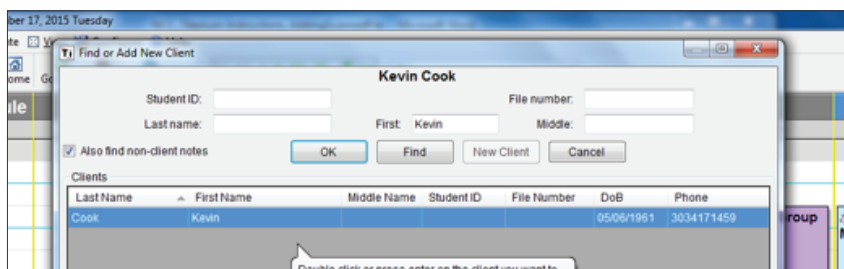 ber 17, 2015 Tuesday
Ti Find or Add New Client
Kevin Cook
Student ID: File number:
Last name: First: Kevin Middle:
Also find non-client notes OK Find New Client Cancel
Clients
Last Name First Name Middle Name Student ID File Number DoB Phone
Cook Kevin 05/06/1961 3034171459
roup
Double click or press enter on the client you want to